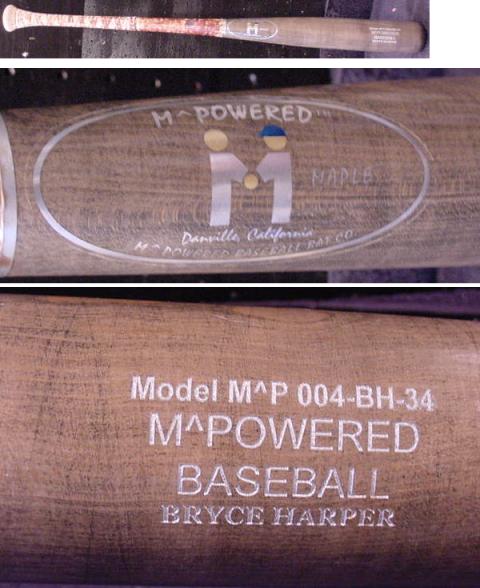 M^POWERED
MAPLE
Danville, California
M^POWERED BASEBALL BAT CO.
Model M^P 004-BH-34
M^POWERED
BASEBALL
BRYCE HARPER